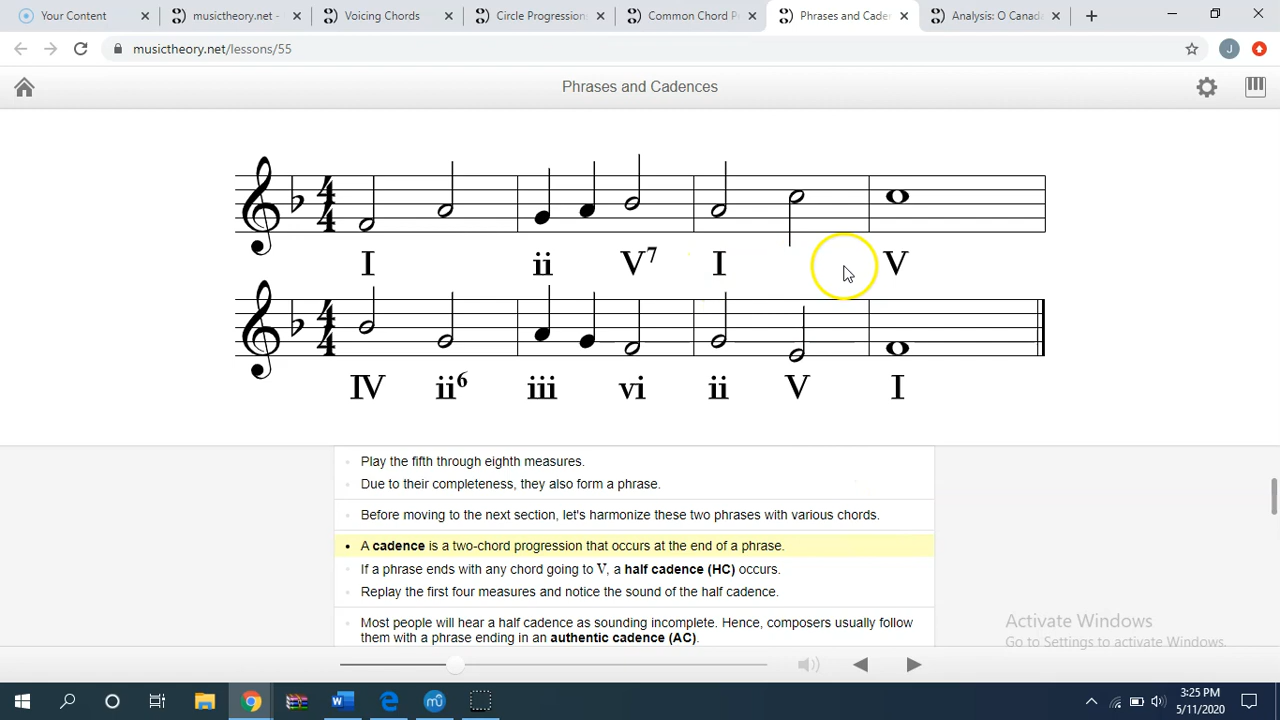 Your Content
musictheory.net -
Voicing Chords
Circle Progression
Common Chord P
Phrases and Caden
Analysis: O Canada
musictheory.net/lessons/55
J
Phrases and Cadences
4 4
I ii V7 I V
4 4
IV ii6 iii vi ii V I
Play the fifth through eighth measures.
Due to their completeness, they also form a phrase.
Before moving to the next section, let's harmonize these two phrases with various chords.
A cadence is a two-chord progression that occurs at the end of a phrase.
If a phrase ends with any chord going to V, a half cadence (HC) occurs.
Replay the first four measures and notice the sound of the half cadence.
Most people will hear a half cadence as sounding incomplete. Hence, composers usually follow
them with a phrase ending in an authentic cadence (AC).
Activate Windows
Go to Settings to activate Windows.
3:25 PM
5/11/2020